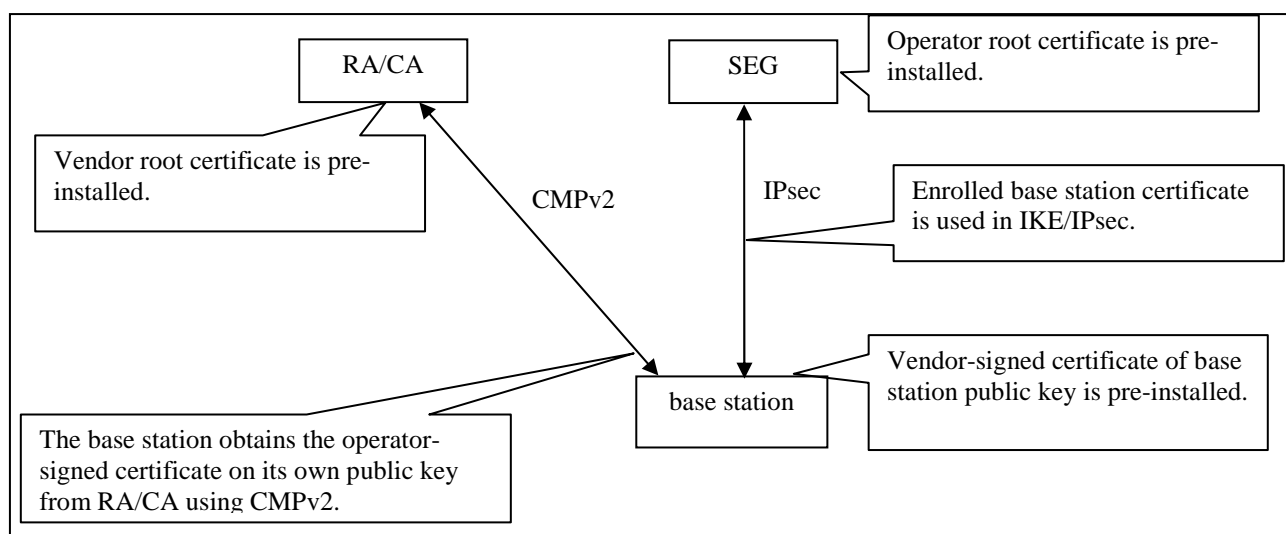 RA/CA
SEG
Operator root certificate is pre-
installed.
Vendor root certificate is pre-
installed.
CMPv2
IPsec
Enrolled base station certificate
is used in IKE/IPsec.
Vendor-signed certificate of base
station public key is pre-installed.
base station
The base station obtains the operator-
signed certificate on its own public key
from RA/CA using CMPv2.